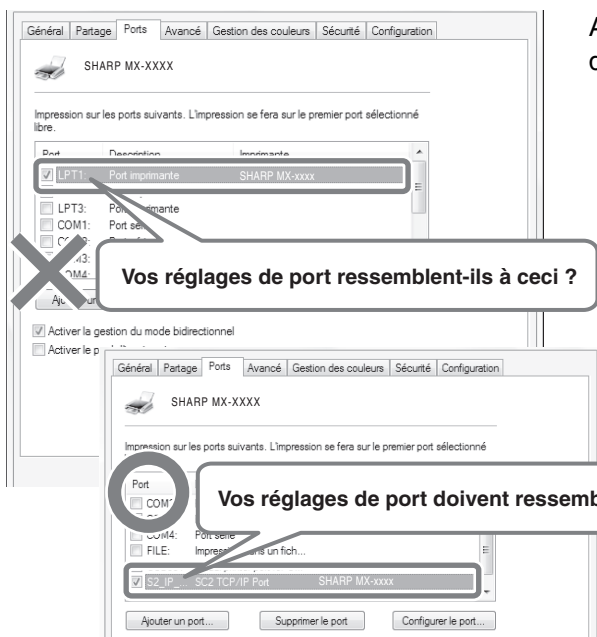 Général Partage Ports Avancé Gestion des couleurs Sécurité Configuration
SHARP MX-XXXX
Impression sur les ports suivants. L'impression se fera sur le premier port sélectionné
libre.
Port Description Imprimante
LPT1: Port imprimante SHARP MX-xxxx
LPT3:
COM1:
Vos réglages de port ressemblent-ils à ceci ?
Activer la gestion du mode bidirectionnel
Activer le
Général Partage Ports Avancé Gestion des couleurs Sécurité Configuration
SHARP MX-XXXX
Impression sur les ports suivants. L'impression se fera sur le premier port sélectionné
Port
Vos réglages de port doivent
COM4: Port série
FILE:
S2_IP_... SC2 TCP/IP Port SHARP MX-xxxx
Ajouter un port... Supprimer le port Configurer le port...